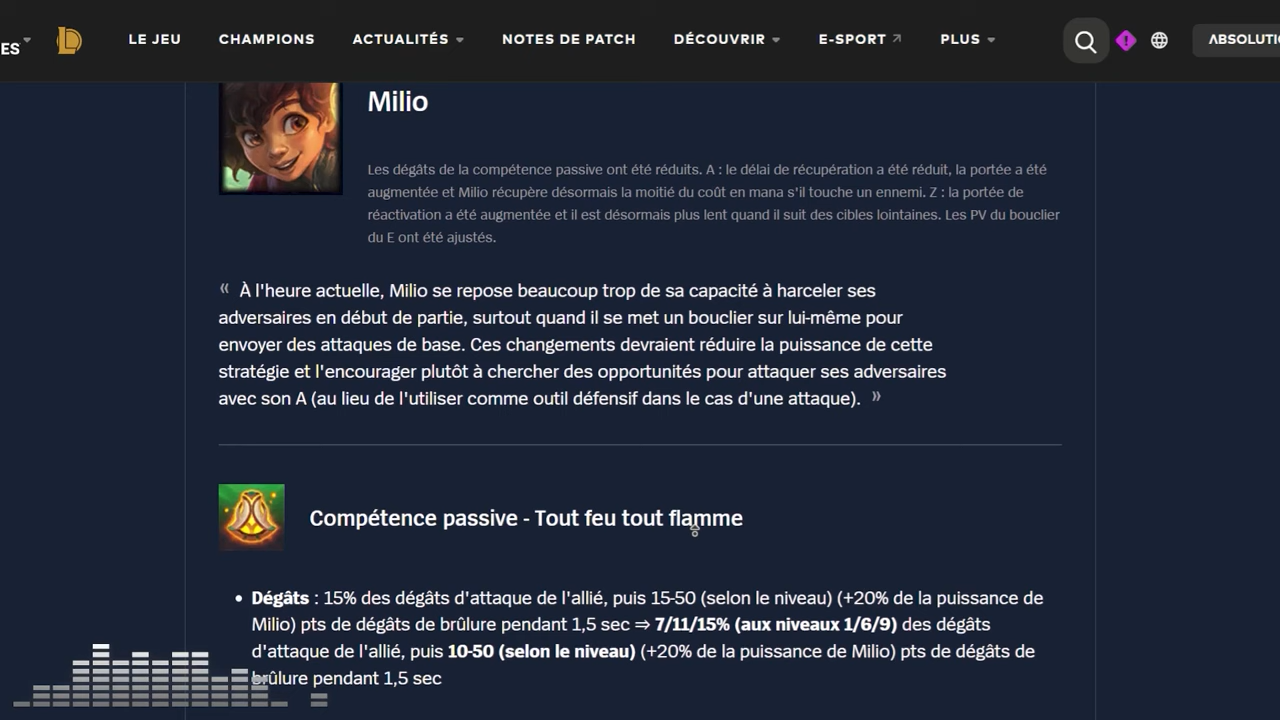 ES
LE JEU
CHAMPIONS
ACTUALITÉS
NOTES DE PATCH
DÉCOUVRIR
E-SPORT
PLUS
Milio
Les dégâts de la compétence passive ont été réduits. A : le délai de récupération a été réduit, la portée a été
augmentée et Milio récupère désormais la moitié du coût en mana s'il touche un ennemi. Z : la portée de
réactivation a été augmentée et il est désormais plus lent quand il suit des cibles lointaines. Les PV du bouclier
du E ont été ajustés.
« À l'heure actuelle, Milio se repose beaucoup trop de sa capacité à harceler ses
adversaires en début de partie, surtout quand il se met un bouclier sur lui-même pour
envoyer des attaques de base. Ces changements devraient réduire la puissance de cette
stratégie et l'encourager plutôt à chercher des opportunités pour attaquer ses adversaires
avec son A (au lieu de l'utiliser comme outil défensif dans le cas d'une attaque). »
Compétence passive - Tout feu tout flamme
• Dégâts : 15% des dégâts d'attaque de l'allié, puis 15-50 (selon le niveau) (+20% de la puissance de
Milio) pts de dégâts de brûlure pendant 1,5 sec ⇒ 7/11/15% (aux niveaux 1/6/9) des dégâts
d'attaque de l'allié, puis 10-50 (selon le niveau) (+20% de la puissance de Milio) pts de dégâts de
brûlure pendant 1,5 sec